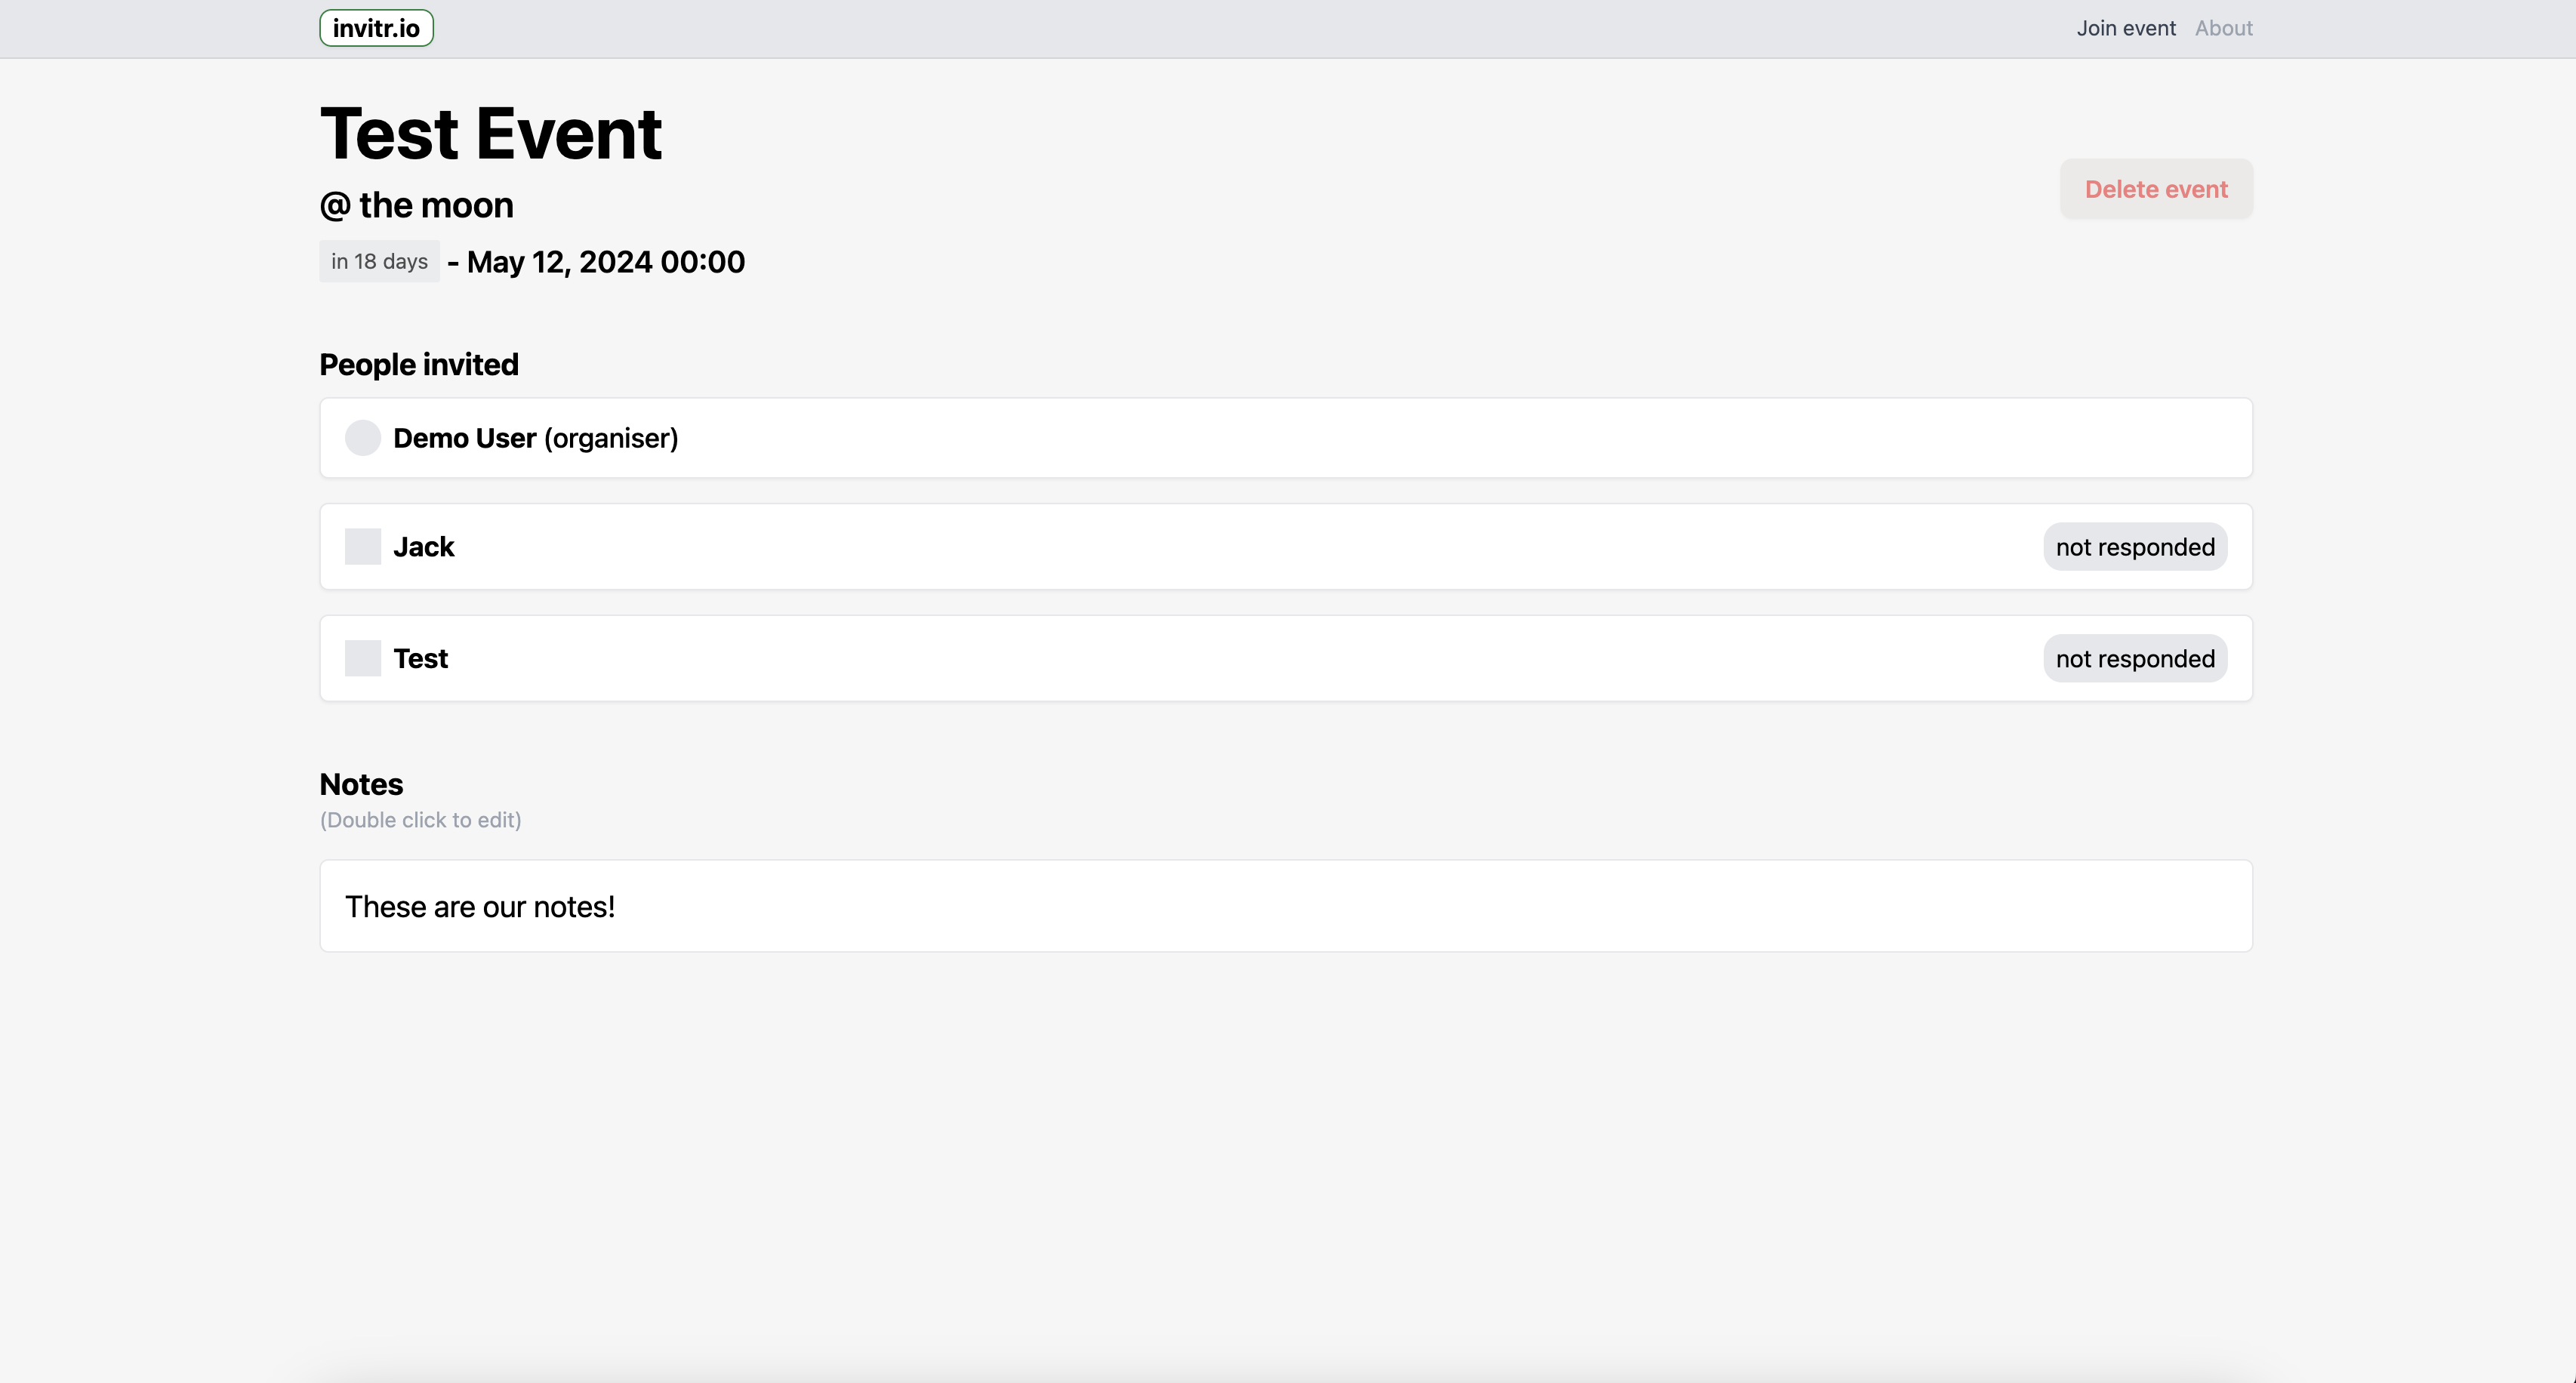 invitr.io
Join event About
Test Event
@ the moon
Delete event
in 18 days - May 12, 2024 00:00
People invited
Demo User (organiser)
Jack not responded
Test not responded
Notes
(Double click to edit)
These are our notes!